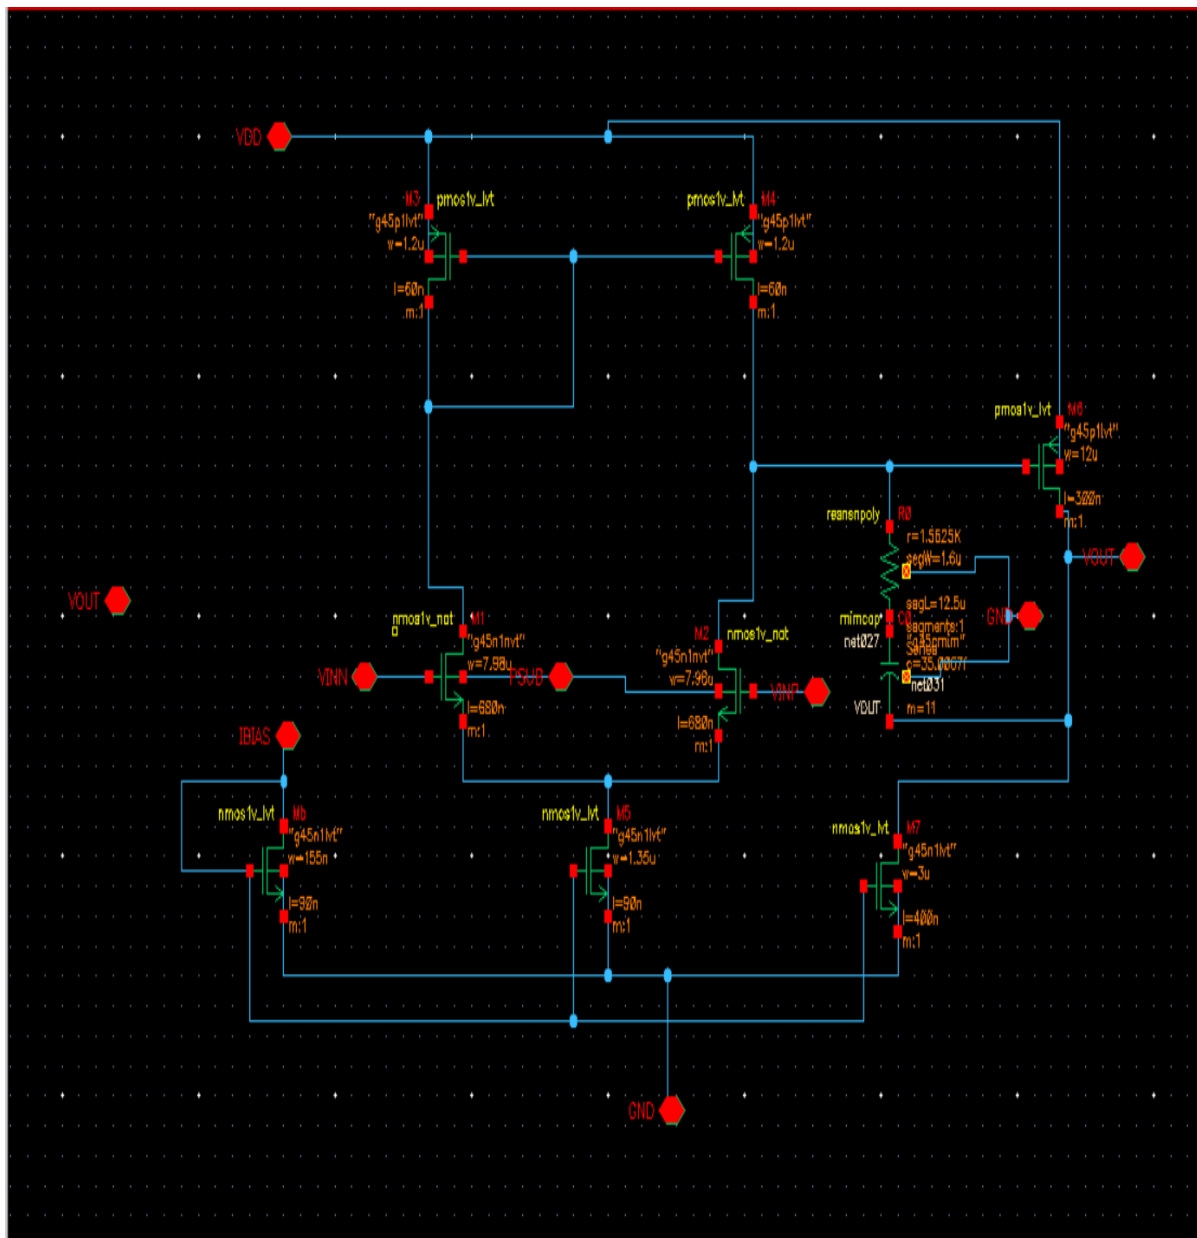 VDD
M3
pmos1v_lvt
"g45p1lvt"
w=1.2u
l=60n
m:1
pmos1v_lvt
M4
"g45p1lvt"
w=1.2u
l=60n
m:1
pmos1v_lvt
M6
"g45p1lvt"
w=12u
l=300n
m:1
R0
r=1.5625K
segW=1.6u
segL=12.5u
segments:1
VOUT
VOUT
GND
mimcap
C0
net027
net031
m=11
VOUT
nmos1v_nat
M1
"g45n1nvt"
w=7.98u
l=680n
m:1
VINN
PSUB
M2
nmos1v_nat
"g45n1nvt"
w=7.98u
l=680n
m:1
VINP
IBIAS
nmos1v_lvt
"g45n1lvt"
w=155n
l=90n
m:1
nmos1v_lvt
M5
"g45n1lvt"
w=1.35u
l=90n
m:1
nmos1v_lvt
M7
"g45n1lvt"
w=3u
l=400n
m:1
GND